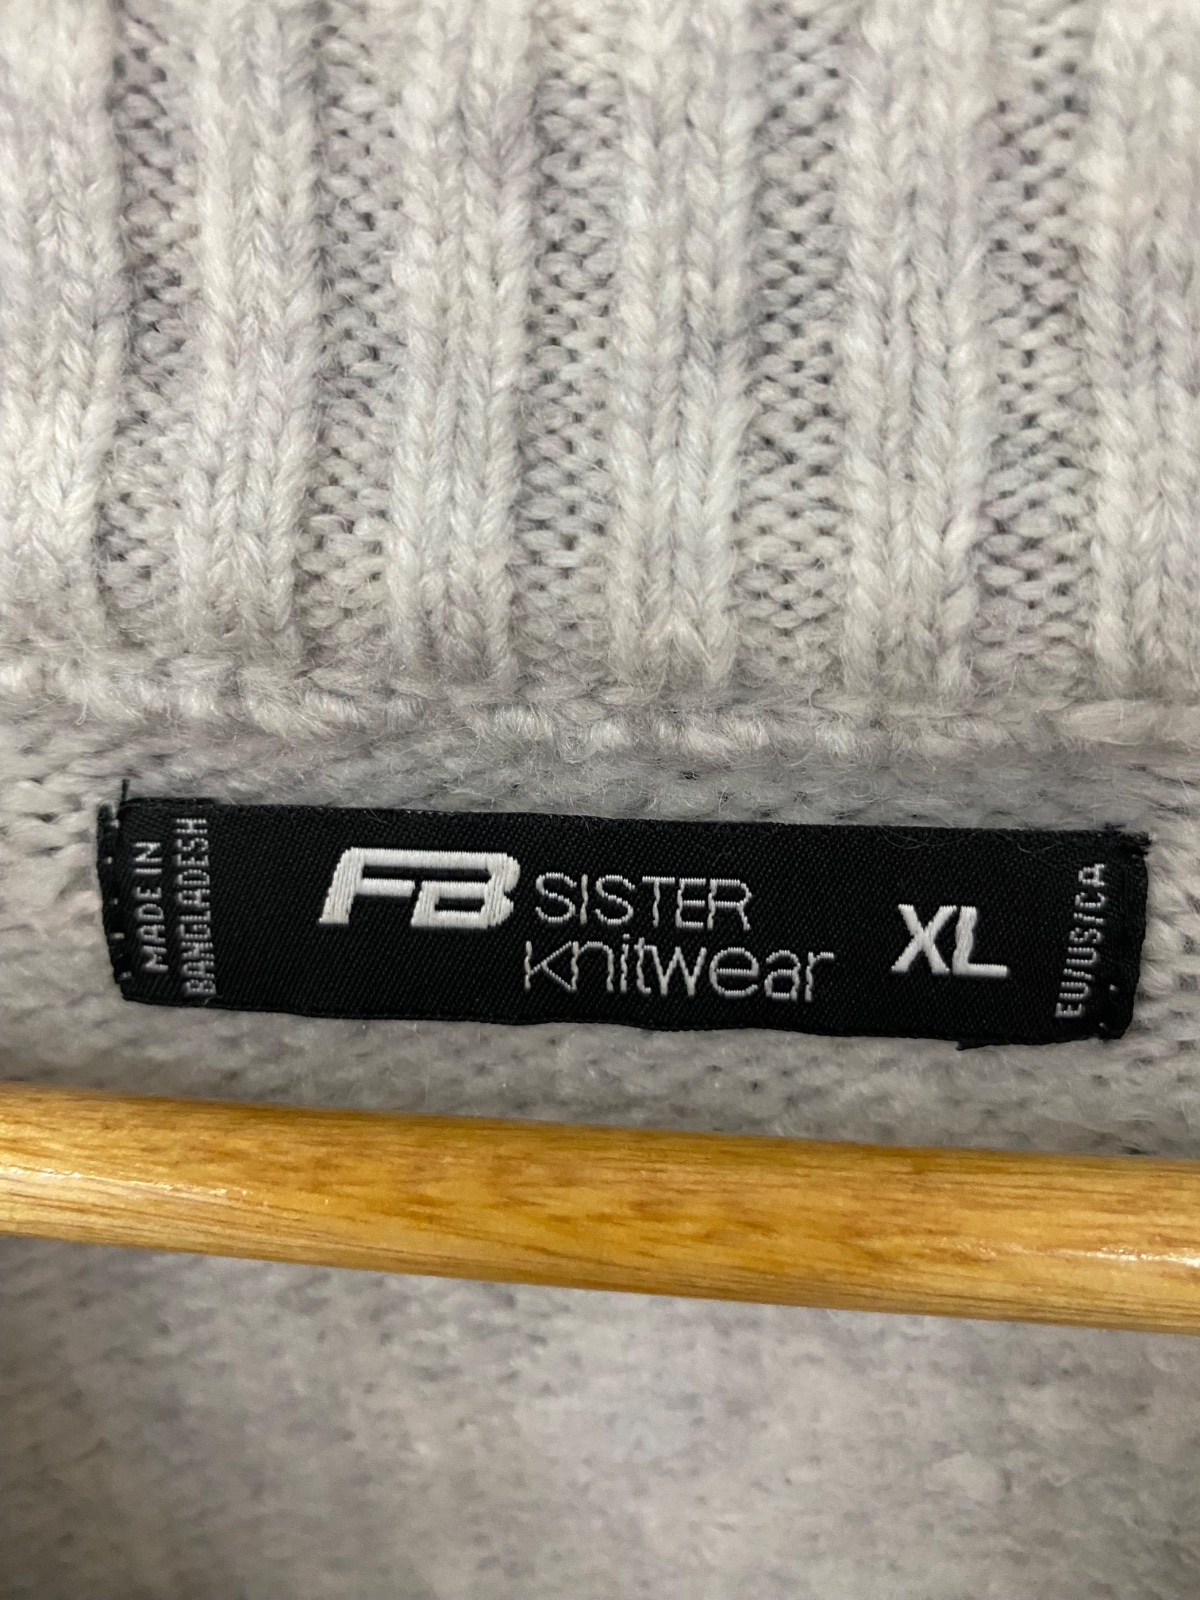 MADE IN
BANGLADESH
FB SISTER
knitwear
XL
EU/US/CA